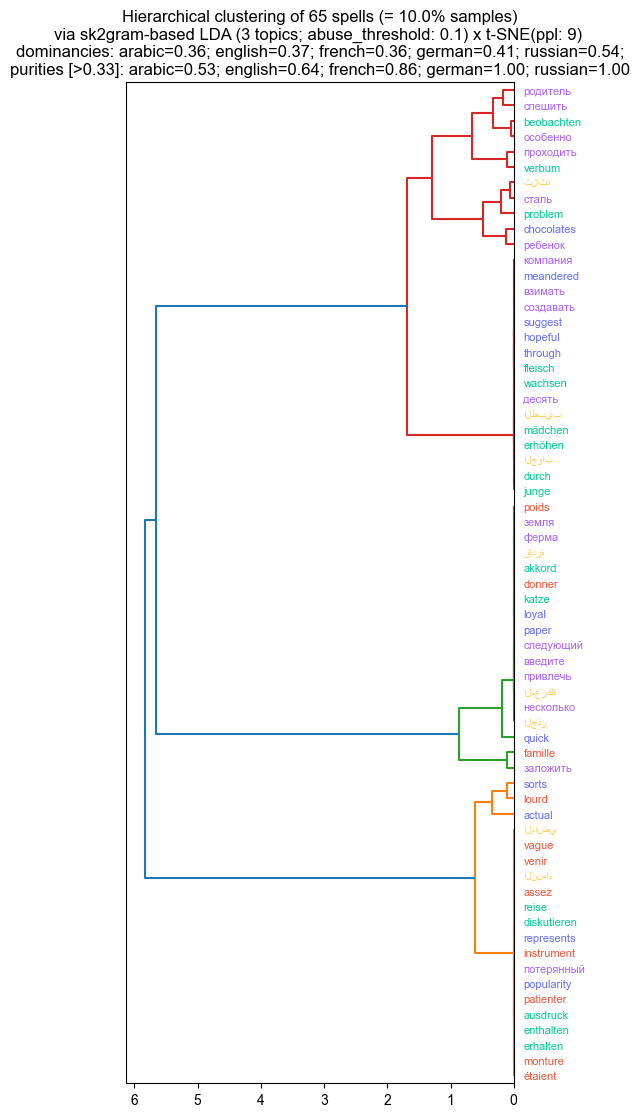 Hierarchical clustering of 65 spells (= 10.0% samples)
via sk2gram-based LDA (3 topics; abuse_threshold: 0.1) x t-SNE(ppl: 9)
dominancies: arabic=0.36; english=0.37; french=0.36; german=0.41; russian=0.54;
purities [>0.33]: arabic=0.53; english=0.64; french=0.86; german=1.00; russian=1.00
родитель
спешить
beobachten
особенно
проходить
verbum
ثلاثة
сталь
problem
chocolates
ребенок
компания
meandered
взимать
создавать
suggest
hopeful
through
fleisch
wachsen
десять
الطبيب
mädchen
erhöhen
الجواب
durch
junge
poids
земля
ферма
قادرة
akkord
donner
katze
loyal
paper
следующий
введите
привлечь
المعركة
несколько
quick
famille
заложить
sorts
lourd
actual
الماضي
vague
venir
النساء
assez
reise
diskutieren
represents
instrument
потерянный
popularity
patienter
ausdruck
enthalten
erhalten
monture
étaient
6 5 4 3 2 1 0